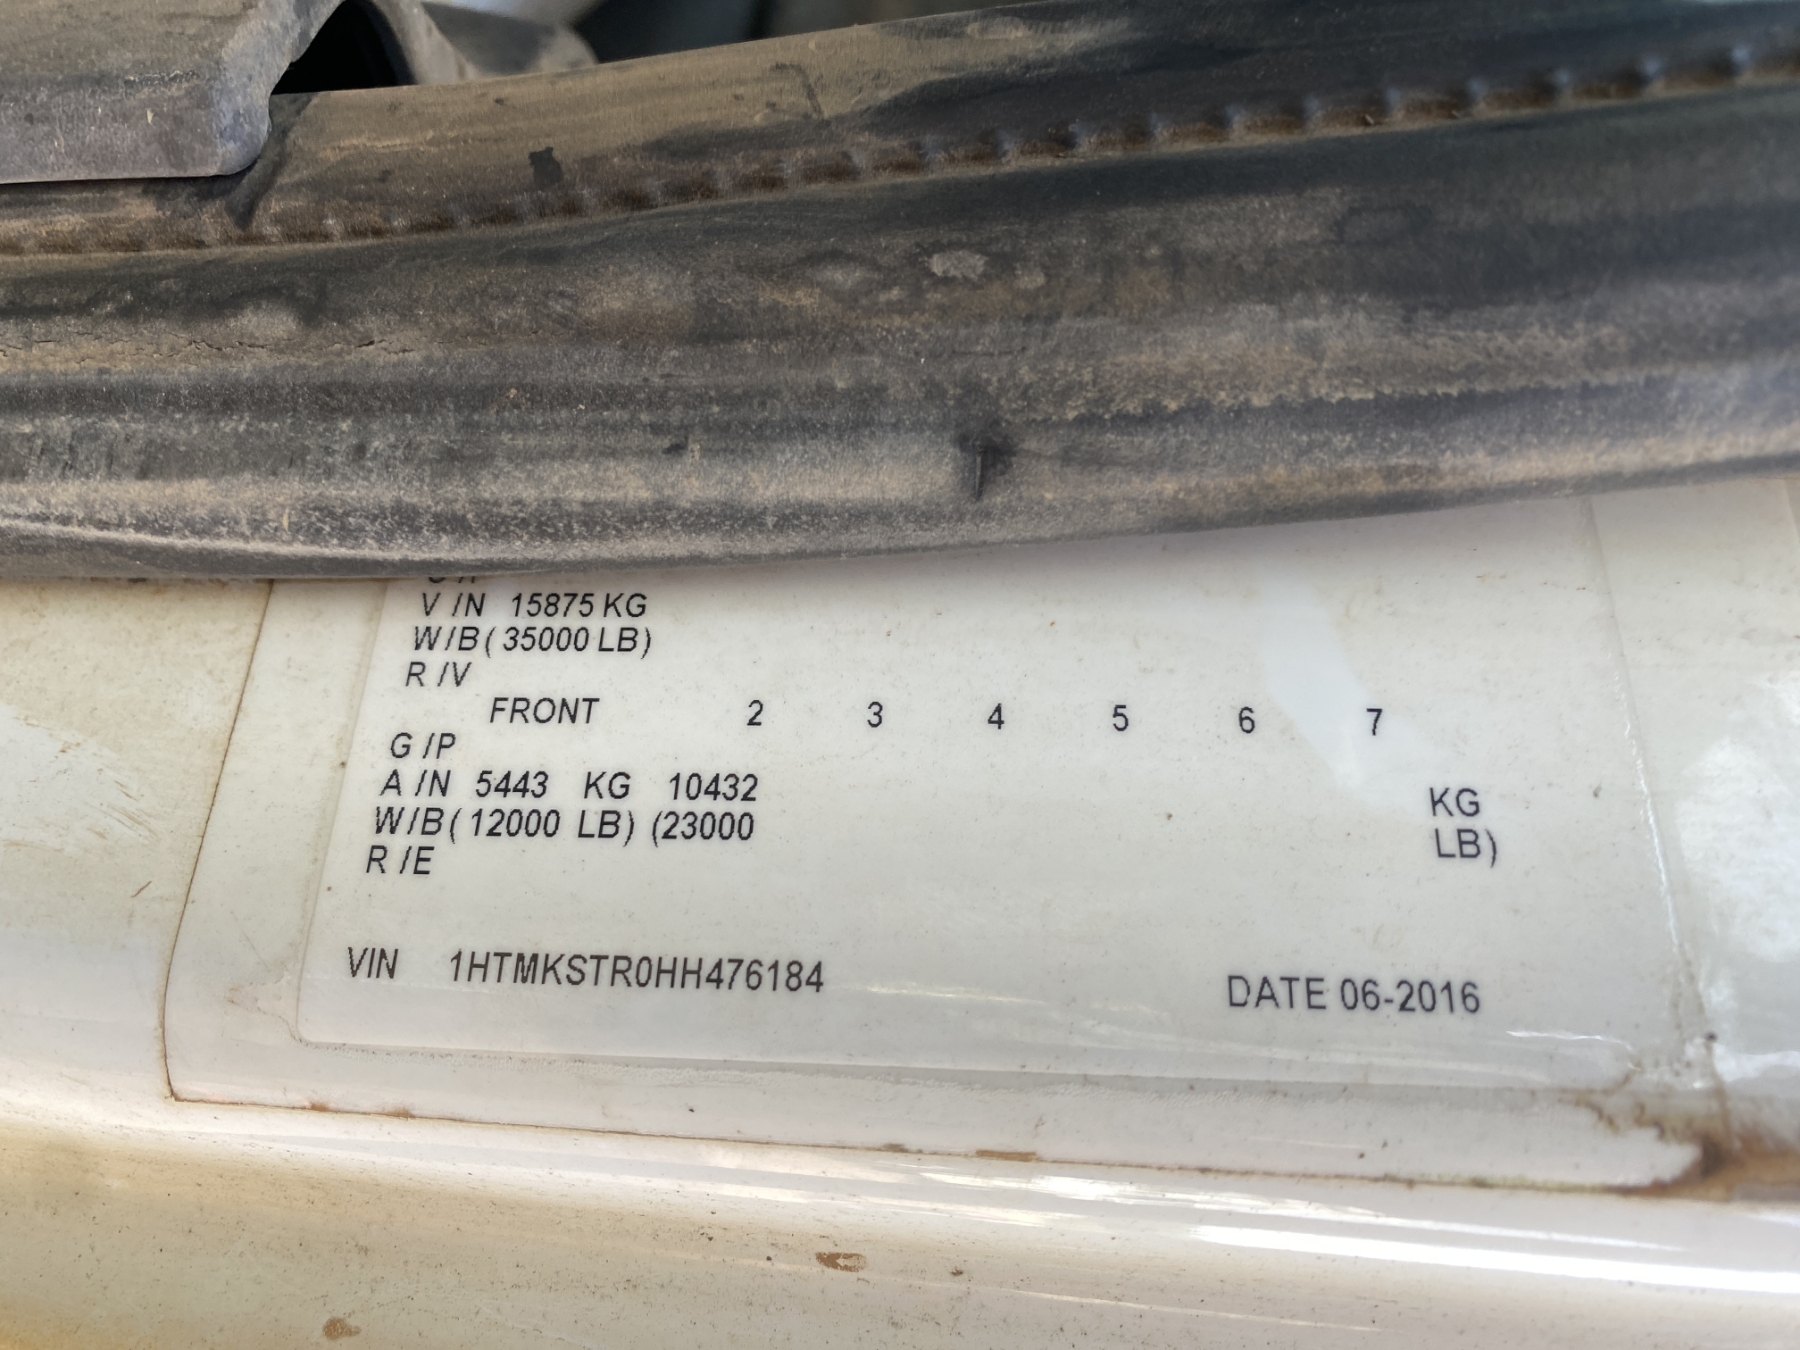 V /N 15875 KG
W/B ( 35000 LB)
R /V
FRONT 2 3 4 5 6 7
G /P
A /N 5443 KG 10432 KG
W/B ( 12000 LB) (23000 LB)
R /E
VIN 1HTMKSTR0HH476184 DATE 06-2016